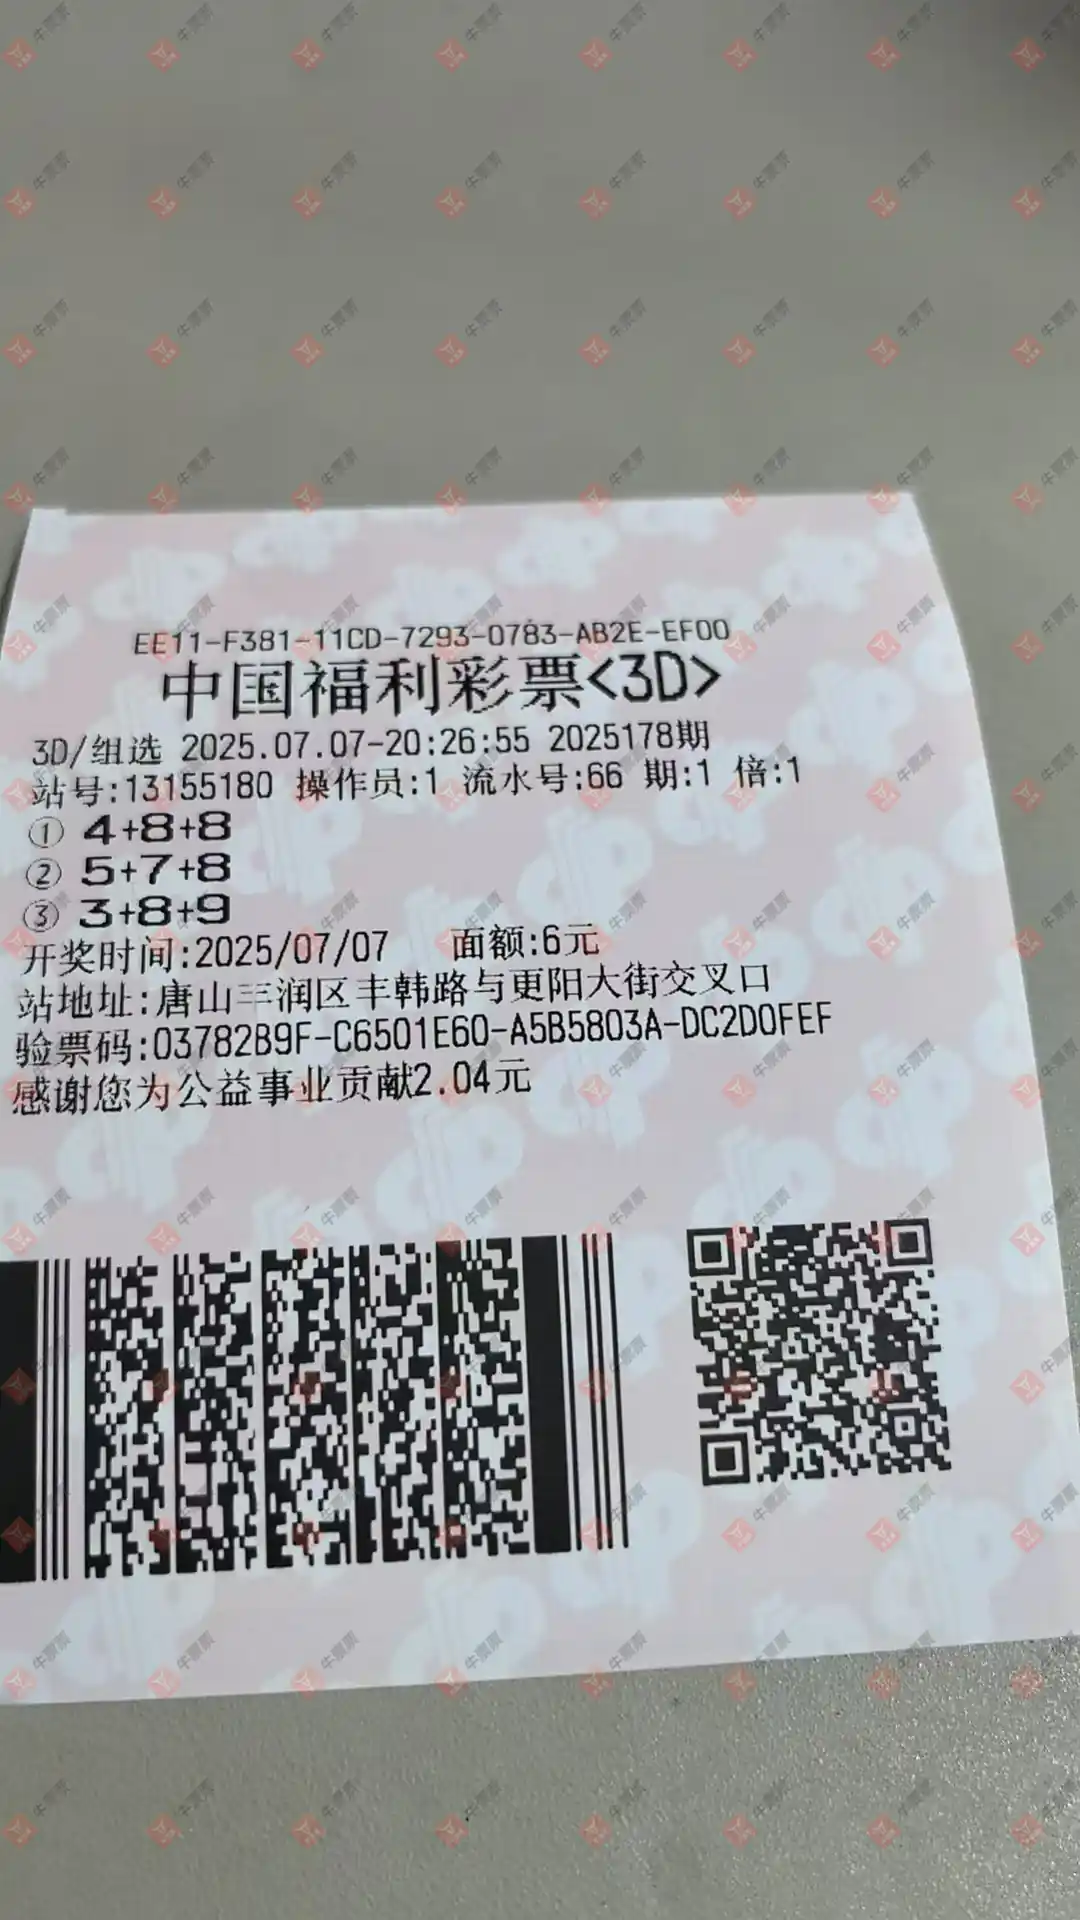 EE11-F381-11CD-7293-0783-AB2E-EF00
中国福利彩票<3D>
3D/组选 2025.07.07-20:26:55 2025178期
站号:13155180 操作员:1 流水号:66 期:1 倍:1
① 4+8+8
② 5+7+8
③ 3+8+9
开奖时间:2025/07/07 面额:6元
站地址:唐山丰润区丰韩路与更阳大街交叉口
验票码:03782B9F-C6501E60-A5B5803A-DC2D0FEF
感谢您为公益事业贡献2.04元